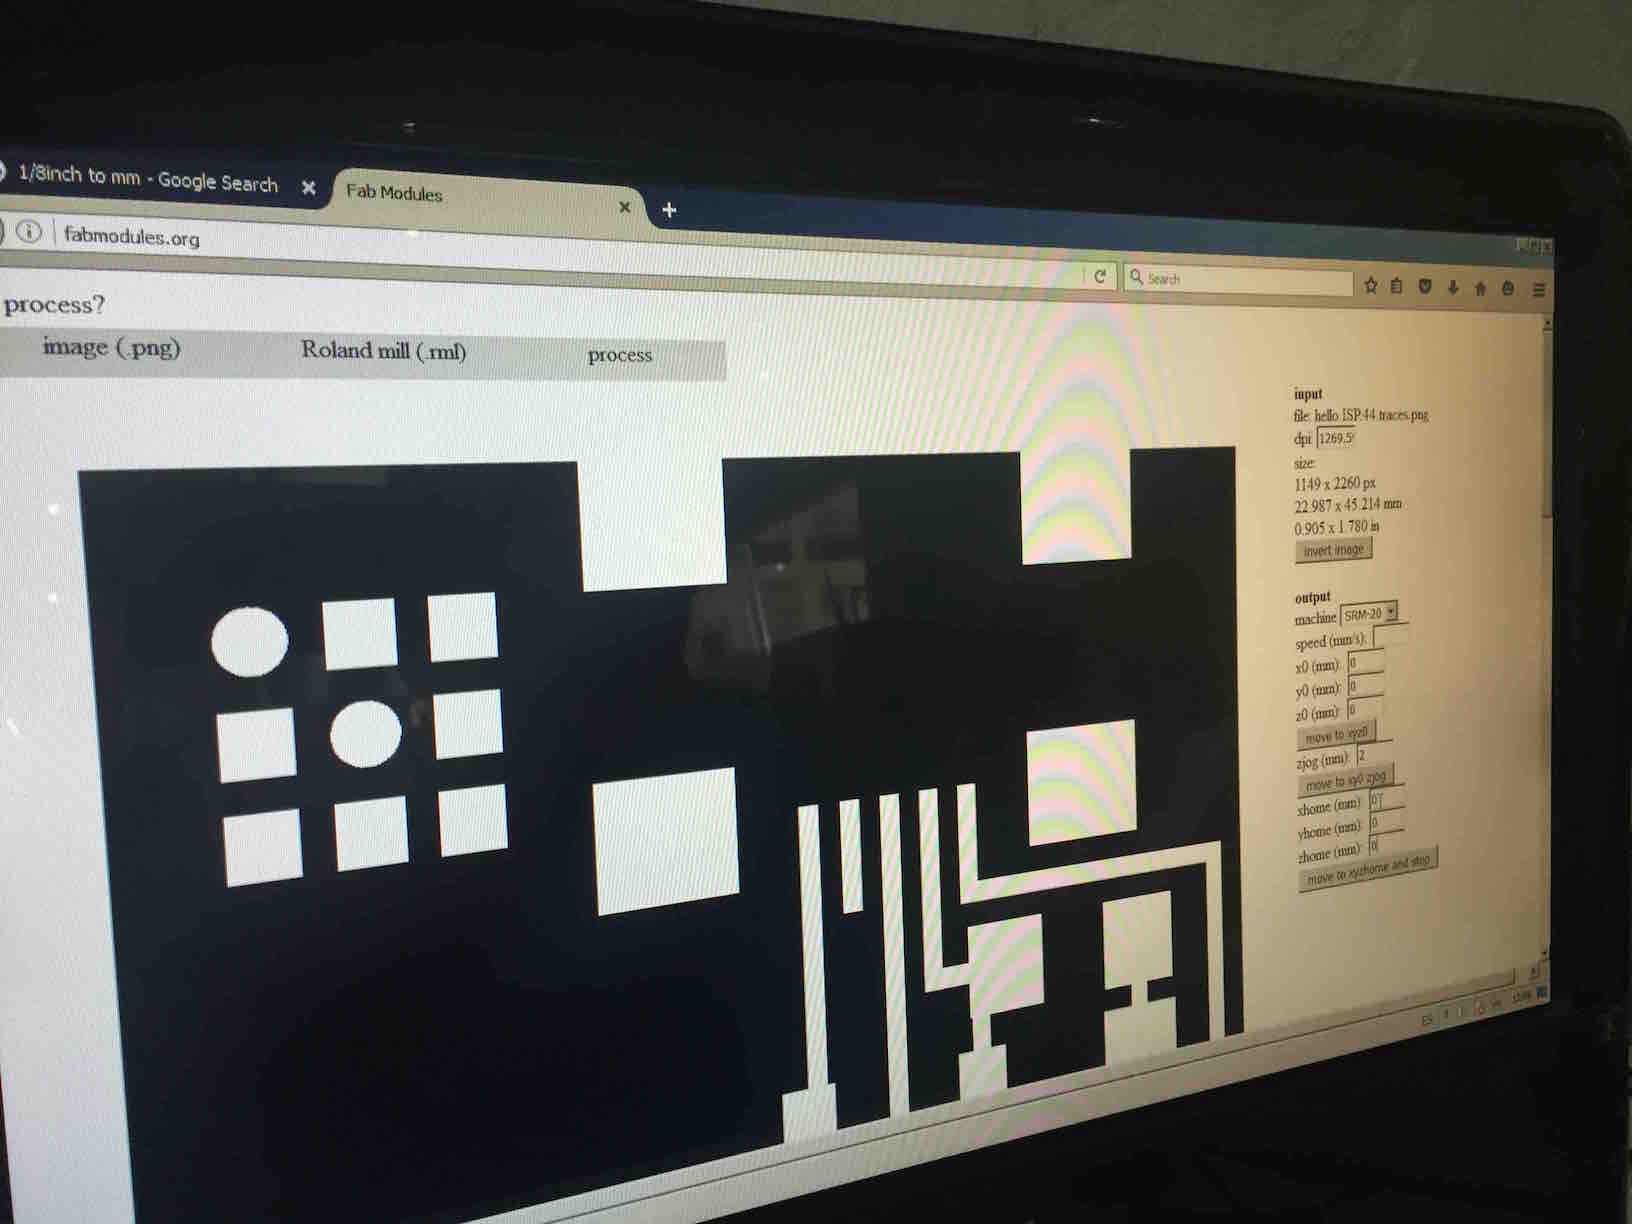 1/8inch to mm - Google Search
Fab Modules
fabmodules.org
Search
process?
image (.png)
Roland mill (.rml)
process
input
file: hello.ISP.44.traces.png
dpi: 1269.5
size:
1149 x 2260 px
22.987 x 45.214 mm
0.905 x 1.780 in
invert image
output
machine SRM-20
speed (mm/s):
x0 (mm): 0
y0 (mm): 0
z0 (mm): 0
move to xyz0
zjog (mm): 2
move to xy0 zjog
xhome (mm): 0
yhome (mm): 0
zhome (mm): 0
move to xyzhome and stop
ES